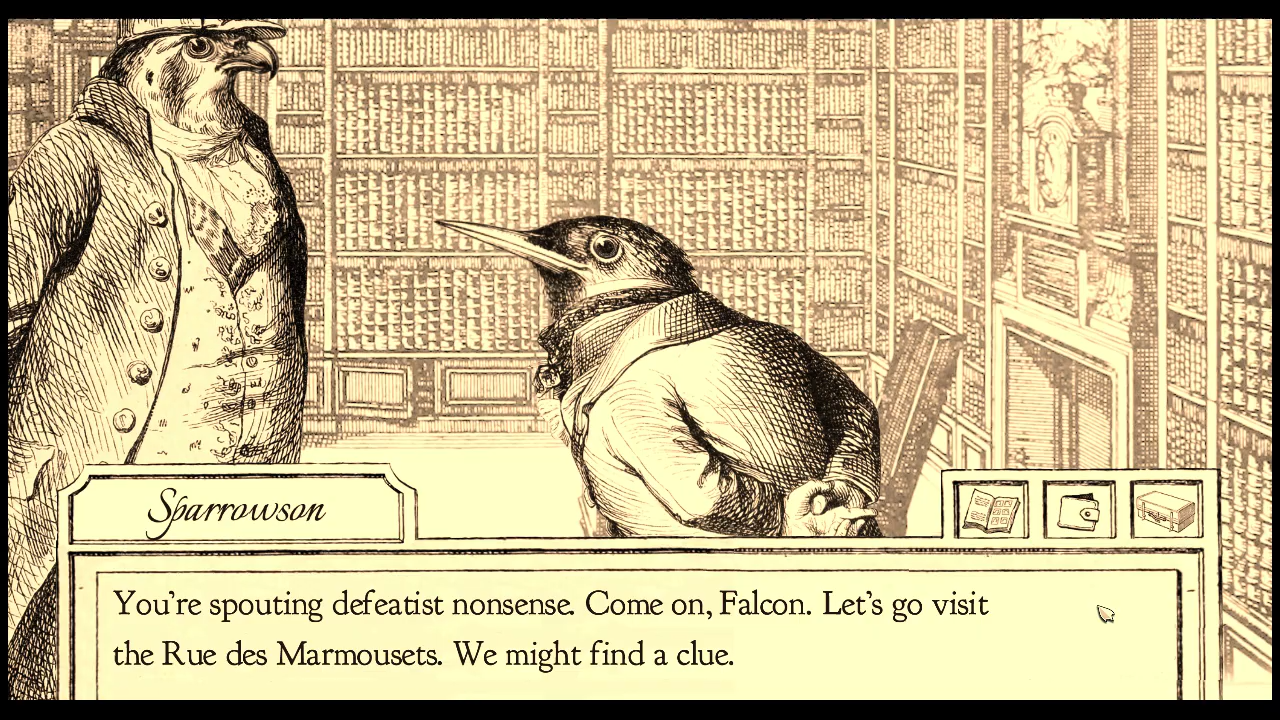 Sparrowson
You're spouting defeatist nonsense. Come on, Falcon. Let's go visit
the Rue des Marmousets. We might find a clue.